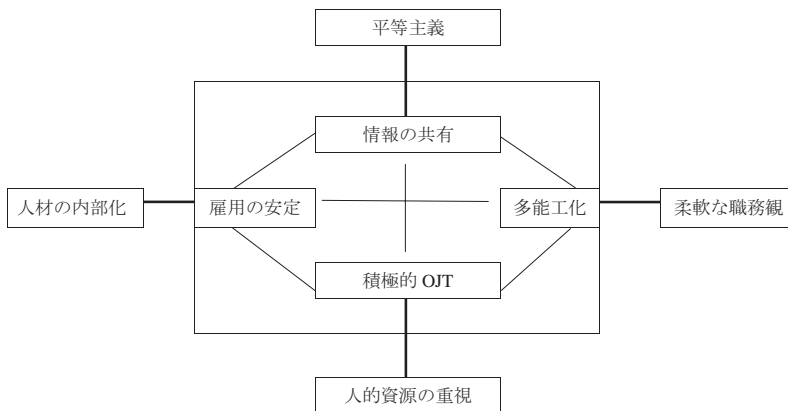 平等主義
情報の共有
人材の内部化
雇用の安定
多能工化
柔軟な職務観
積極的 OJT
人的資源の重視